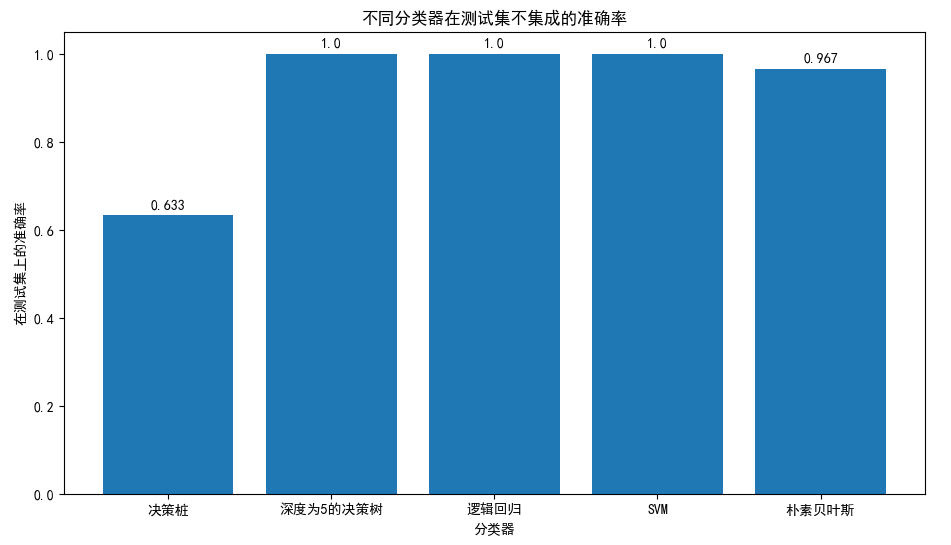 不同分类器在测试集不集成的准确率
在测试集上的准确率
1.0
0.8
0.6
0.4
0.2
0.0
0.633
1.0
1.0
1.0
0.967
决策桩
深度为5的决策树
逻辑回归
SVM
朴素贝叶斯
分类器